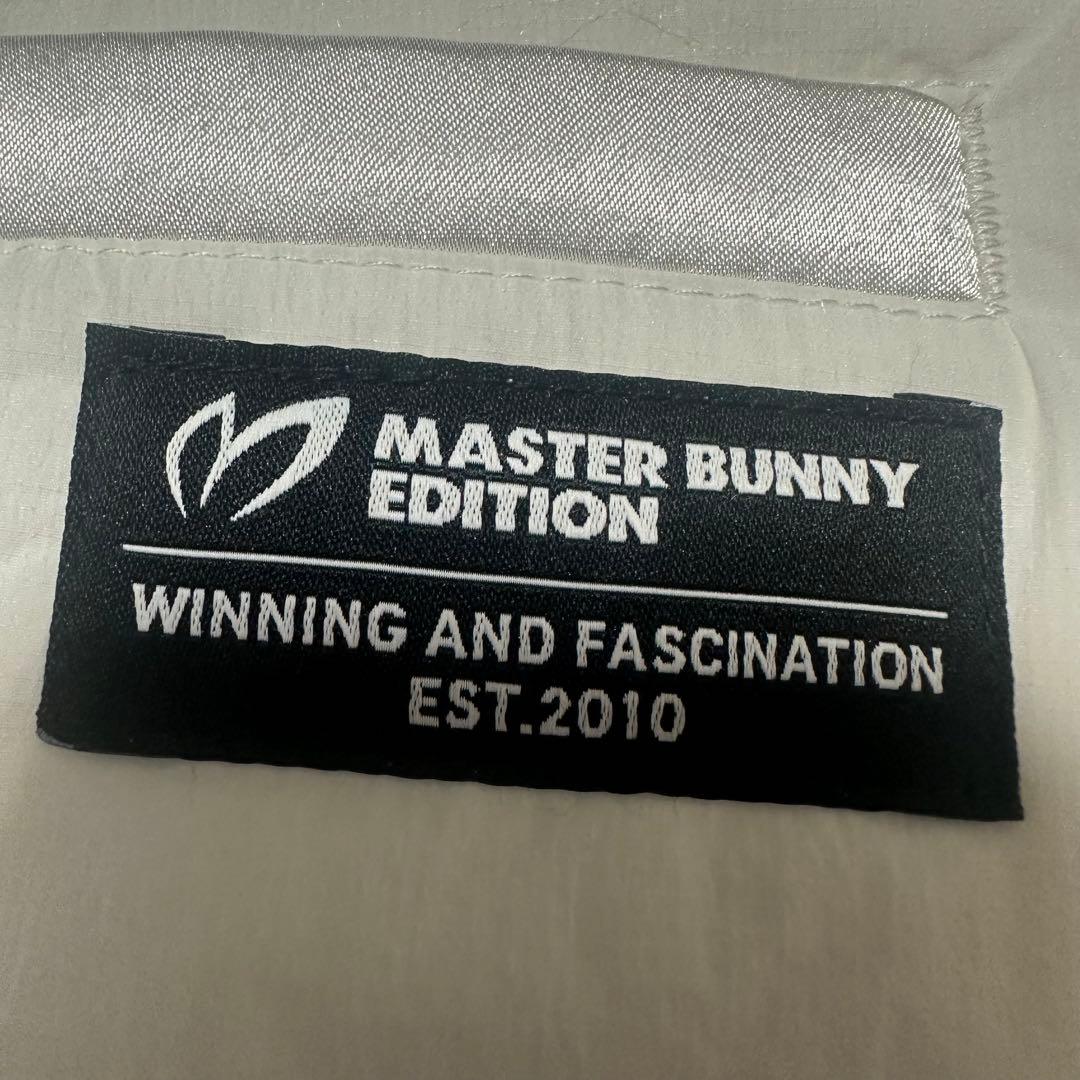 MASTER BUNNY
EDITION
WINNING AND FASCINATION
EST.2010